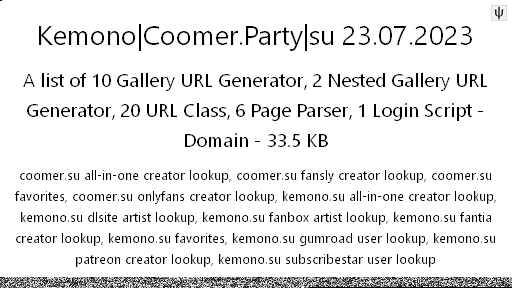 ψ
Kemono|Coomer.Party|su 23.07.2023
A list of 10 Gallery URL Generator, 2 Nested Gallery URL
Generator, 20 URL Class, 6 Page Parser, 1 Login Script -
Domain - 33.5 KB
coomer.su all-in-one creator lookup, coomer.su fansly creator lookup, coomer.su
favorites, coomer.su onlyfans creator lookup, kemono.su all-in-one creator lookup,
kemono.su dlsite artist lookup, kemono.su fanbox artist lookup, kemono.su fantia
creator lookup, kemono.su favorites, kemono.su gumroad user lookup, kemono.su
patreon creator lookup, kemono.su subscribestar user lookup